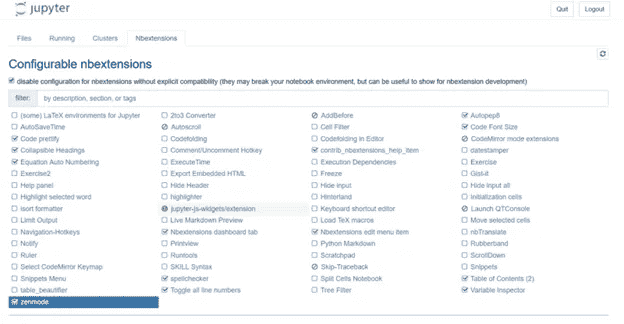 jupyter
Quit Logout
Files Running Clusters Nbextensions
Configurable nbextensions
disable configuration for nbextensions without explicit compatibility (they may break your notebook environment, but can be useful to show for nbextension development)
filter: by description, section, or tags
(some) LaTeX environments for Jupyter 2to3 Converter AddBefore Autopep8
AutoSaveTime Autoscroll Cell Filter Code Font Size
Code prettify Codefolding Codefolding in Editor CodeMirror mode extensions
Collapsible Headings Comment/Uncomment Hotkey contrib_nbextensions_help_item datestamper
Equation Auto Numbering ExecuteTime Execution Dependencies Exercise
Exercise2 Export Embedded HTML Freeze Gist-it
Help panel Hide Header Hide input Hide input all
Highlight selected word highlighter Hinterland Initialization cells
isort formatter jupyter-js-widgets/extension Keyboard shortcut editor Launch QTConsole
Limit Output Live Markdown Preview Load TeX macros Move selected cells
Navigation-Hotkeys Nbextensions dashboard tab Nbextensions edit menu item nbTranslate
Notify Printview Python Markdown Rubberband
Ruler Runtools Scratchpad ScrollDown
Select CodeMirror Keymap SKILL Syntax Skip-Traceback Snippets
Snippets Menu spellchecker Split Cells Notebook Table of Contents (2)
table_beautifier Toggle all line numbers Tree Filter Variable Inspector
zenmode